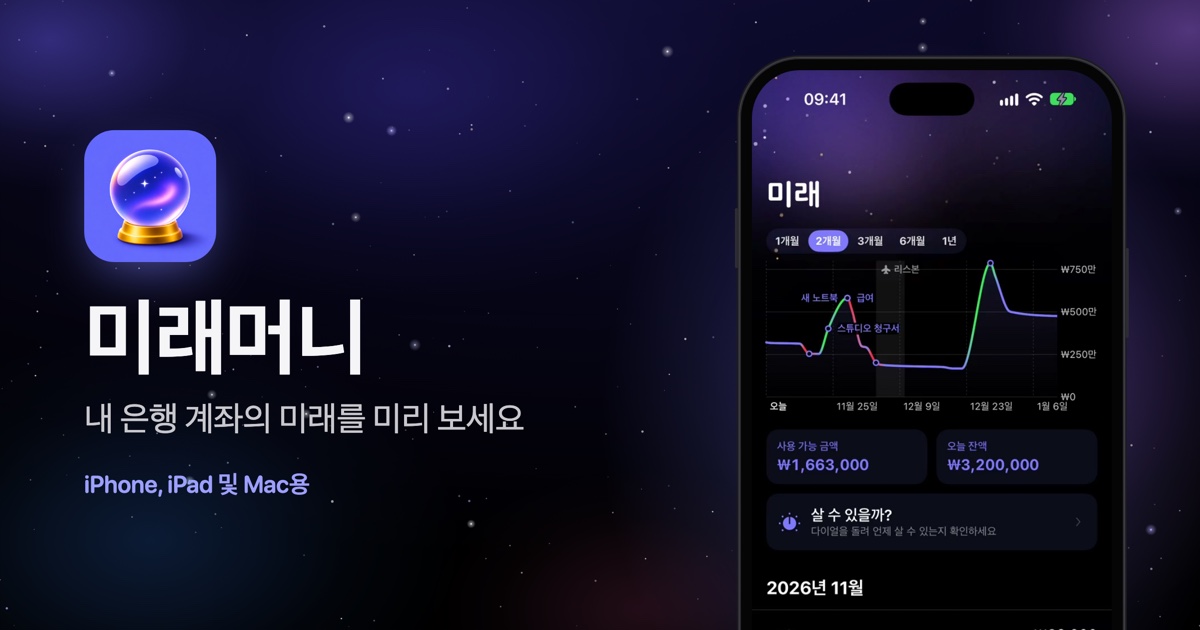 미래머니
내 은행 계좌의 미래를 미리 보세요
iPhone, iPad 및 Mac용
09:41
미래
1개월 2개월 3개월 6개월 1년
리스본
₩750만
새 노트북 급여
₩500만
스튜디오 청구서
₩250만
₩0
오늘 11월 25일 12월 9일 12월 23일 1월 6일
사용 가능 금액
₩1,663,000
오늘 잔액
₩3,200,000
살 수 있을까?
다이얼을 돌려 언제 살 수 있는지 확인하세요
2026년 11월